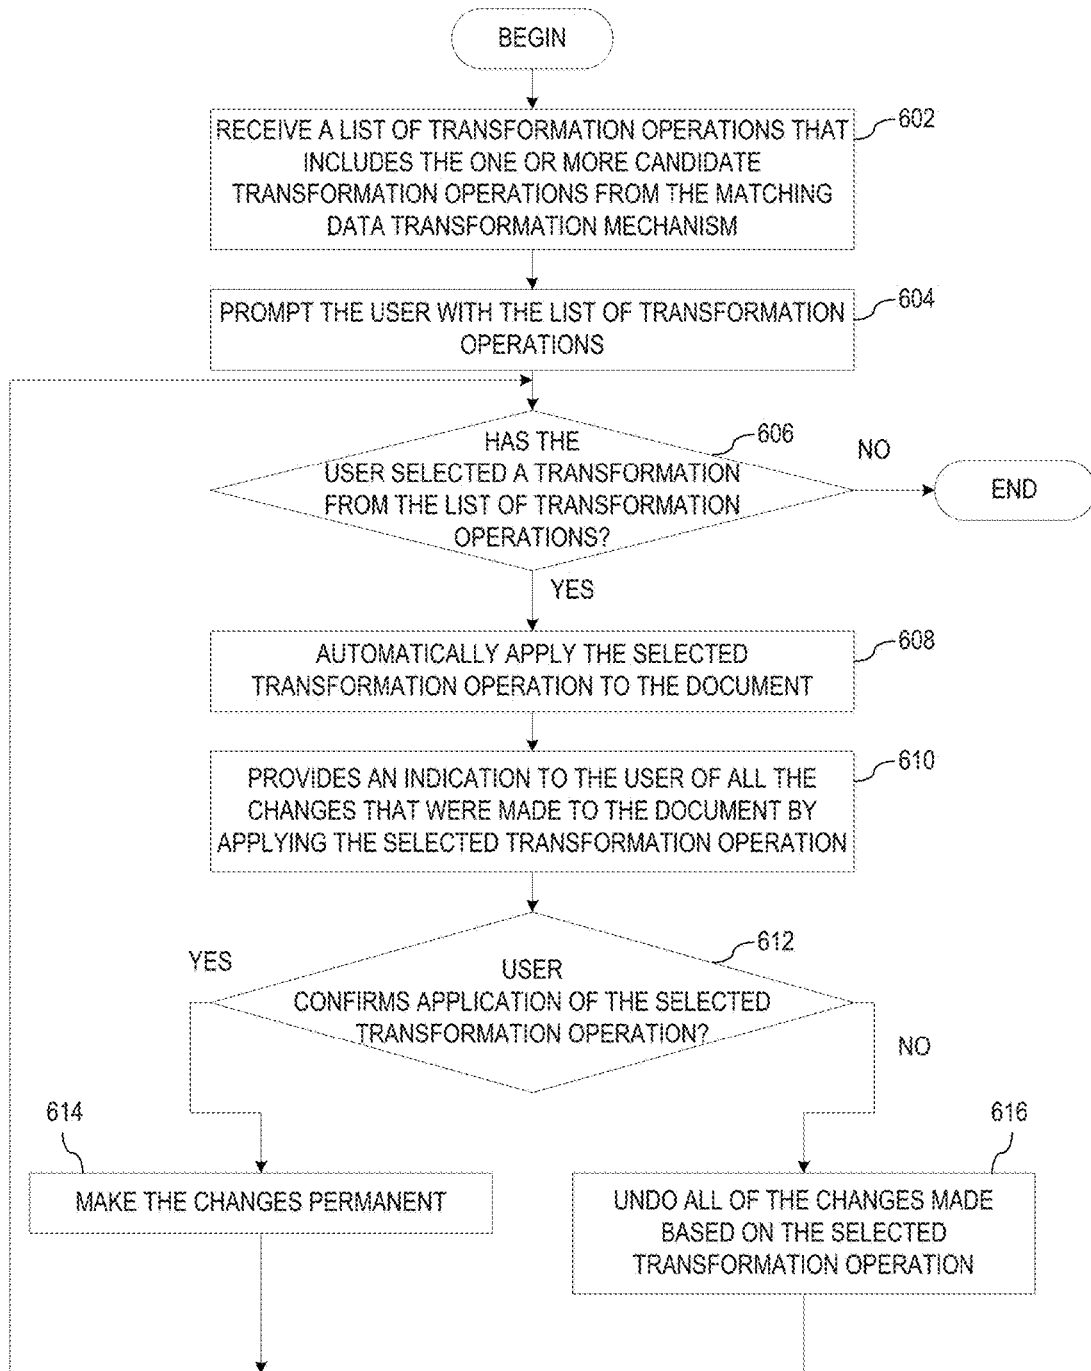 BEGIN
RECEIVE A LIST OF TRANSFORMATION OPERATIONS THAT
INCLUDES THE ONE OR MORE CANDIDATE
TRANSFORMATION OPERATIONS FROM THE MATCHING
DATA TRANSFORMATION MECHANISM
602
PROMPT THE USER WITH THE LIST OF TRANSFORMATION
OPERATIONS
604
HAS THE
USER SELECTED A TRANSFORMATION
FROM THE LIST OF TRANSFORMATION
OPERATIONS?
606
NO
END
YES
AUTOMATICALLY APPLY THE SELECTED
TRANSFORMATION OPERATION TO THE DOCUMENT
608
PROVIDES AN INDICATION TO THE USER OF ALL THE
CHANGES THAT WERE MADE TO THE DOCUMENT BY
APPLYING THE SELECTED TRANSFORMATION OPERATION
610
USER
CONFIRMS APPLICATION OF THE SELECTED
TRANSFORMATION OPERATION?
612
YES
NO
614
MAKE THE CHANGES PERMANENT
616
UNDO ALL OF THE CHANGES MADE
BASED ON THE SELECTED
TRANSFORMATION OPERATION